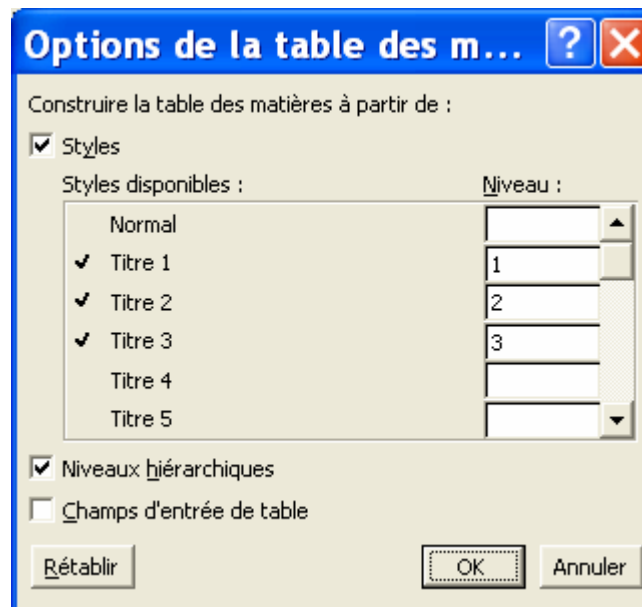 Options de la table des m...
Construire la table des matières à partir de :
Styles
Styles disponibles : Niveau :
Normal
Titre 1 1
Titre 2 2
Titre 3 3
Titre 4
Titre 5
Niveaux hiérarchiques
Champs d'entrée de table
Rétablir OK Annuler